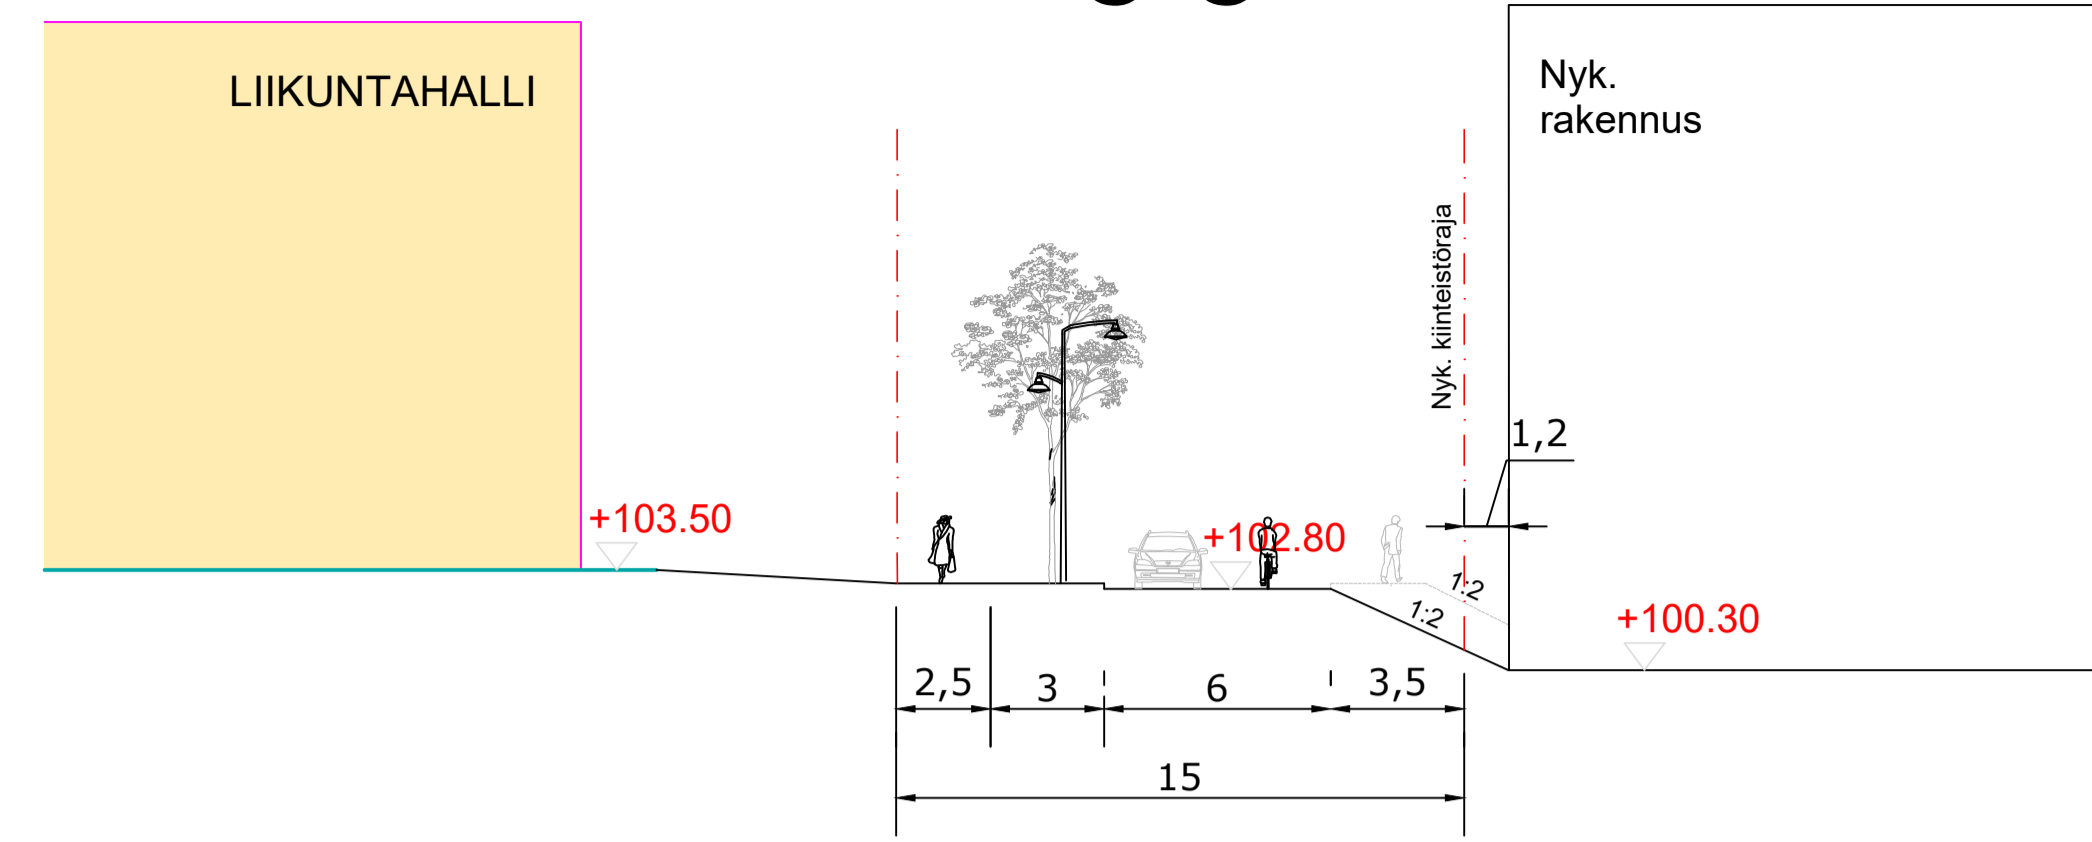 LIIKUNTAHALLI
Nyk.
rakennus
Nyk. kiinteistöraja
1,2
+103.50
+102.80
1:2
1:2
+100.30
2,5
3
6
3,5
15